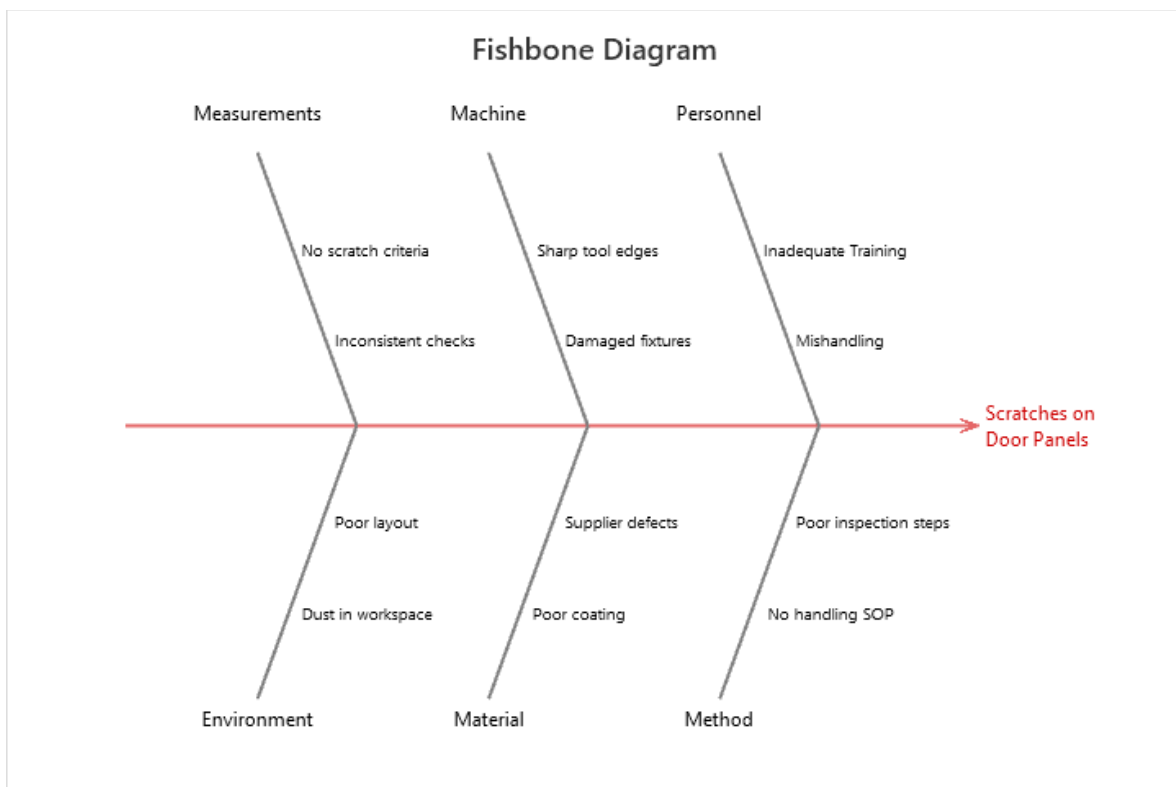 Fishbone Diagram
Measurements
Machine
Personnel
No scratch criteria
Sharp tool edges
Inadequate Training
Inconsistent checks
Damaged fixtures
Mishandling
Scratches on
Door Panels
Poor layout
Supplier defects
Poor inspection steps
Dust in workspace
Poor coating
No handling SOP
Environment
Material
Method